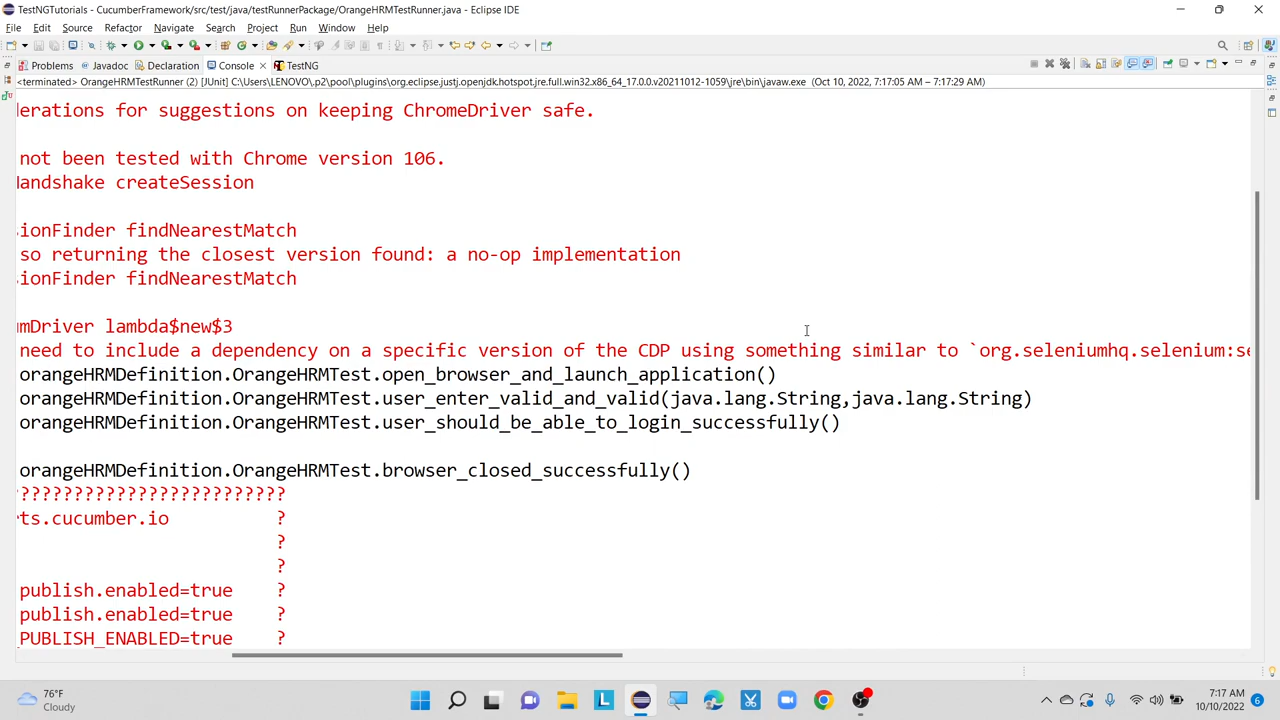 TestNGTutorials - CucumberFramework/src/test/java/testRunnerPackage/OrangeHRMTestRunner.java - Eclipse IDE
File Edit Source Refactor Navigate Search Project Run Window Help
Problems Javadoc Declaration Console TestNG
<terminated> OrangeHRMTestRunner (2) [JUnit] C:\Users\LENOVO\.p2\pool\plugins\org.eclipse.justj.openjdk.hotspot.jre.full.win32.x86_64_17.0.0.v20211012-1059\jre\bin\javaw.exe (Oct 10, 2022, 7:17:05 AM – 7:17:29 AM)
lerations for suggestions on keeping ChromeDriver safe.
not been tested with Chrome version 106.
Handshake createSession
sionFinder findNearestMatch
so returning the closest version found: a no-op implementation
sionFinder findNearestMatch
umDriver lambda$new$3
need to include a dependency on a specific version of the CDP using something similar to `org.seleniumhq.selenium:se
orangeHRMDefinition.OrangeHRMTest.open_browser_and_launch_application()
orangeHRMDefinition.OrangeHRMTest.user_enter_valid_and_valid(java.lang.String,java.lang.String)
orangeHRMDefinition.OrangeHRMTest.user_should_be_able_to_login_successfully()
orangeHRMDefinition.OrangeHRMTest.browser_closed_successfully()
?????????????????????????
rts.cucumber.io ?
?
?
publish.enabled=true ?
publish.enabled=true ?
PUBLISH_ENABLED=true ?
76°F
Cloudy
7:17 AM
10/10/2022
6